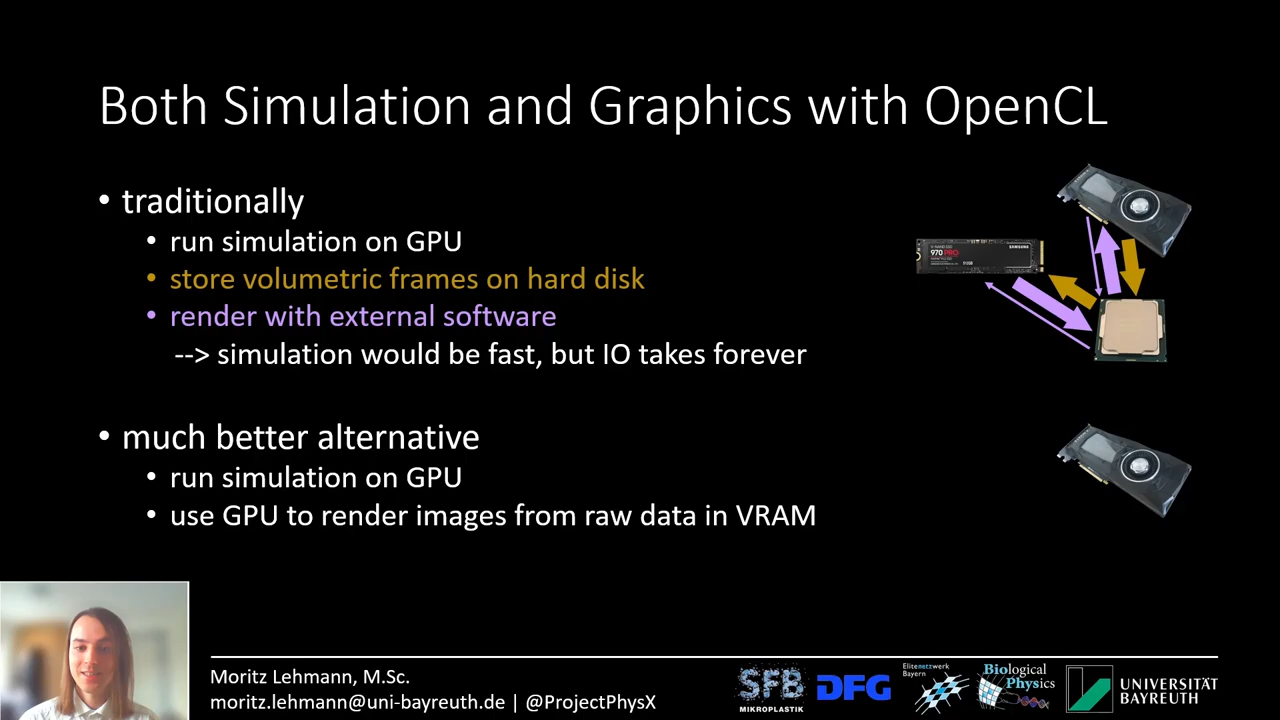 Both Simulation and Graphics with OpenCL
• traditionally
• run simulation on GPU
• store volumetric frames on hard disk
• render with external software
--> simulation would be fast, but IO takes forever
• much better alternative
• run simulation on GPU
• use GPU to render images from raw data in VRAM
SAMSUNG
970 PRO
Moritz Lehmann, M.Sc.
moritz.lehmann@uni-bayreuth.de | @ProjectPhysX
SFB
MIKROPLASTIK
DFG
Elitenetzwerk
Bayern
Biological
Physics
UNIVERSITÄT
BAYREUTH